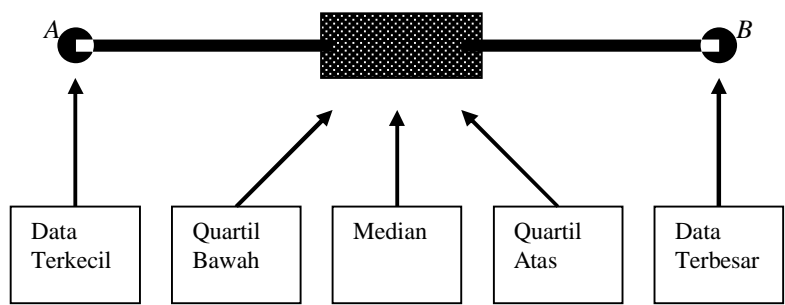 A
B
Data
Terkecil
Quartil
Bawah
Median
Quartil
Atas
Data
Terbesar